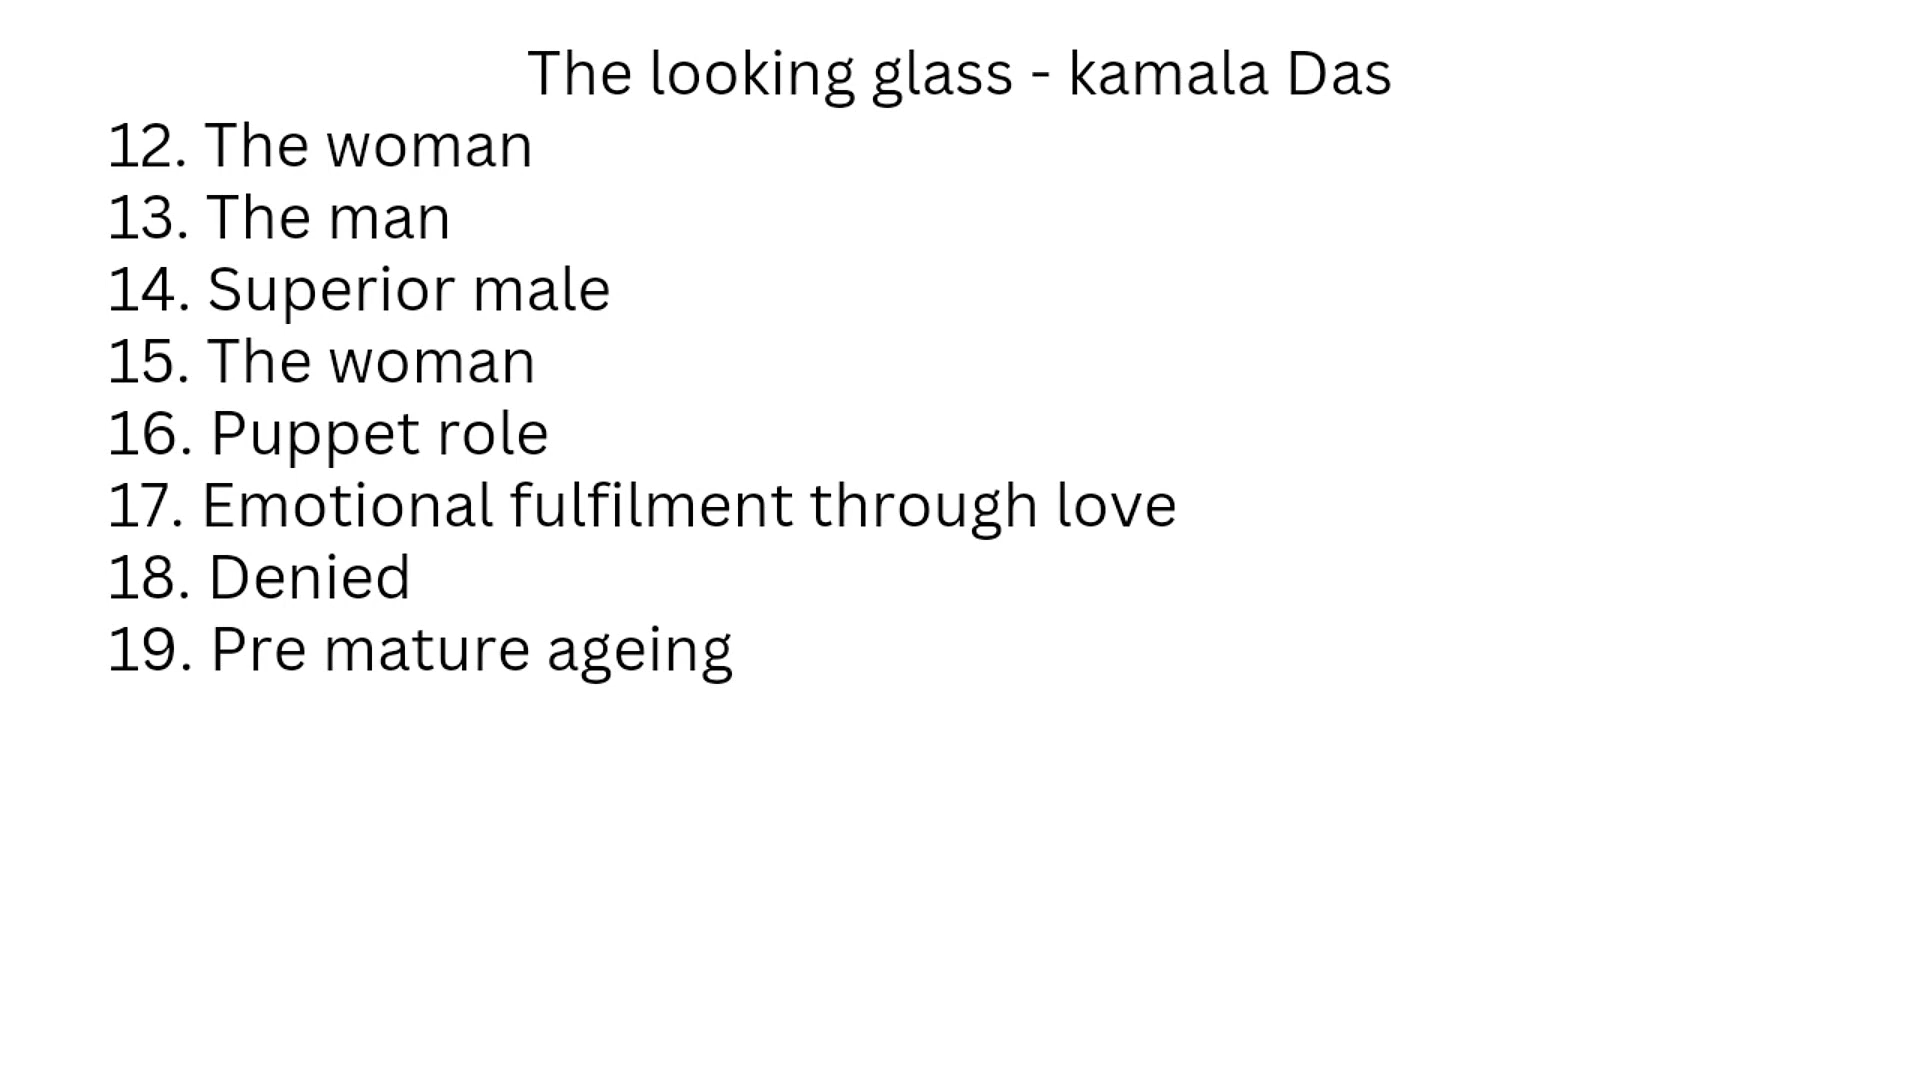 The looking glass - kamala Das
12. The woman
13. The man
14. Superior male
15. The woman
16. Puppet role
17. Emotional fulfilment through love
18. Denied
19. Pre mature ageing